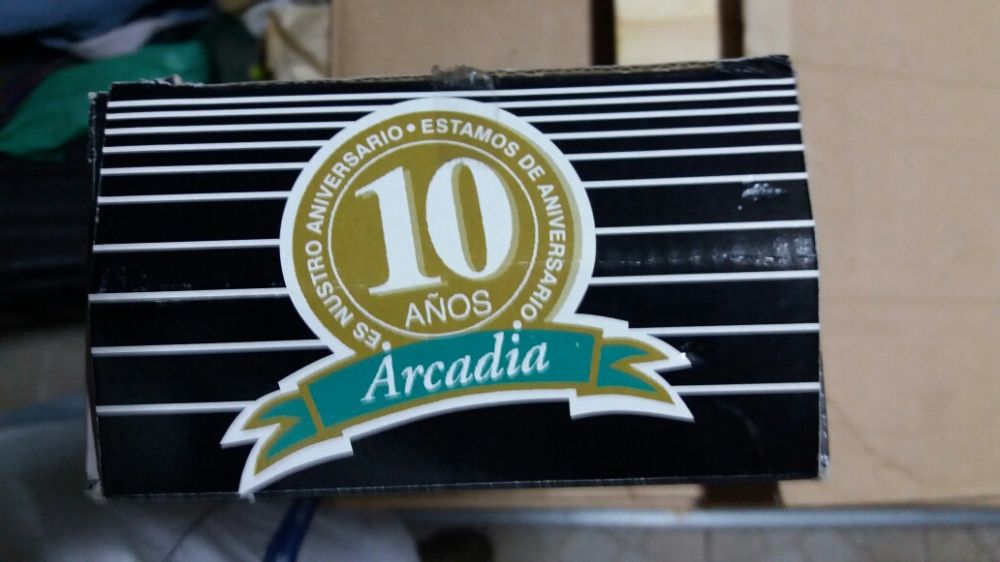 ES NUSTRO ANIVERSARIO • ESTAMOS DE ANIVERSARIO •
10
AÑOS
Arcadia